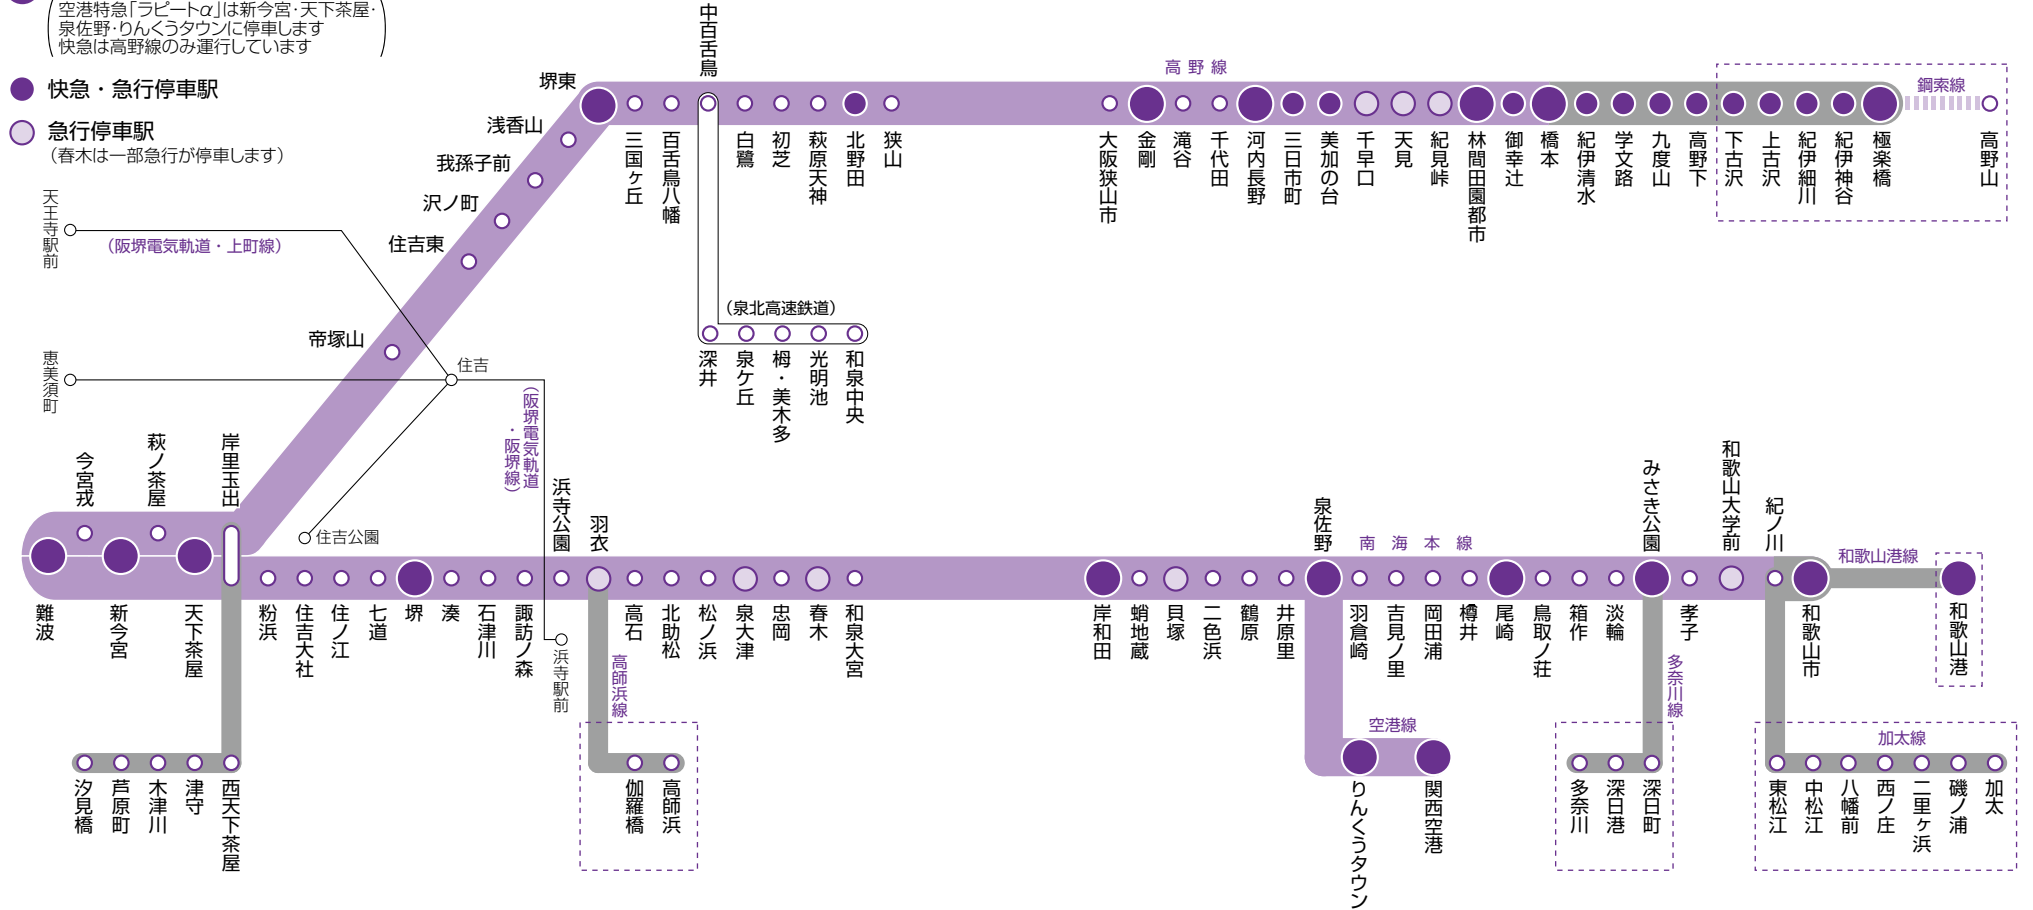 空港特急「ラピートα」は新今宮・天下茶屋・
泉佐野・りんくうタウンに停車します
快急は高野線のみ運行しています
快急・急行停車駅
急行停車駅
（春木は一部急行が停車します）
中百舌鳥
高野線
鋼索線
堺東
浅香山
我孫子前
沢ノ町
住吉東
帝塚山
三国ヶ丘
百舌鳥八幡
白鷺
初芝
萩原天神
北野田
狭山
大阪狭山市
金剛
滝谷
千代田
河内長野
三日市町
美加の台
千早口
天見
紀見峠
林間田園都市
御幸辻
橋本
紀伊清水
学文路
九度山
高野下
下古沢
上古沢
紀伊細川
紀伊神谷
極楽橋
高野山
天王寺駅前
（阪堺電気軌道・上町線）
恵美須町
住吉
（阪堺電気軌道
・阪堺線）
住吉公園
浜寺駅前
（泉北高速鉄道）
深井
泉ケ丘
栂・美木多
光明池
和泉中央
今宮戎
萩ノ茶屋
岸里玉出
浜寺公園
羽衣
泉佐野
南海本線
みさき公園
和歌山大学前
紀ノ川
和歌山港線
難波
新今宮
天下茶屋
粉浜
住吉大社
住ノ江
七道
堺
湊
石津川
諏訪ノ森
高石
北助松
松ノ浜
泉大津
忠岡
春木
和泉大宮
岸和田
蛸地蔵
貝塚
二色浜
鶴原
井原里
羽倉崎
吉見ノ里
岡田浦
樽井
尾崎
鳥取ノ荘
箱作
淡輪
孝子
和歌山市
和歌山港
高師浜線
多奈川線
空港線
加太線
汐見橋
芦原町
木津川
津守
西天下茶屋
伽羅橋
高師浜
りんくうタウン
関西空港
多奈川
深日港
深日町
東松江
中松江
八幡前
西ノ庄
二里ヶ浜
磯ノ浦
加太